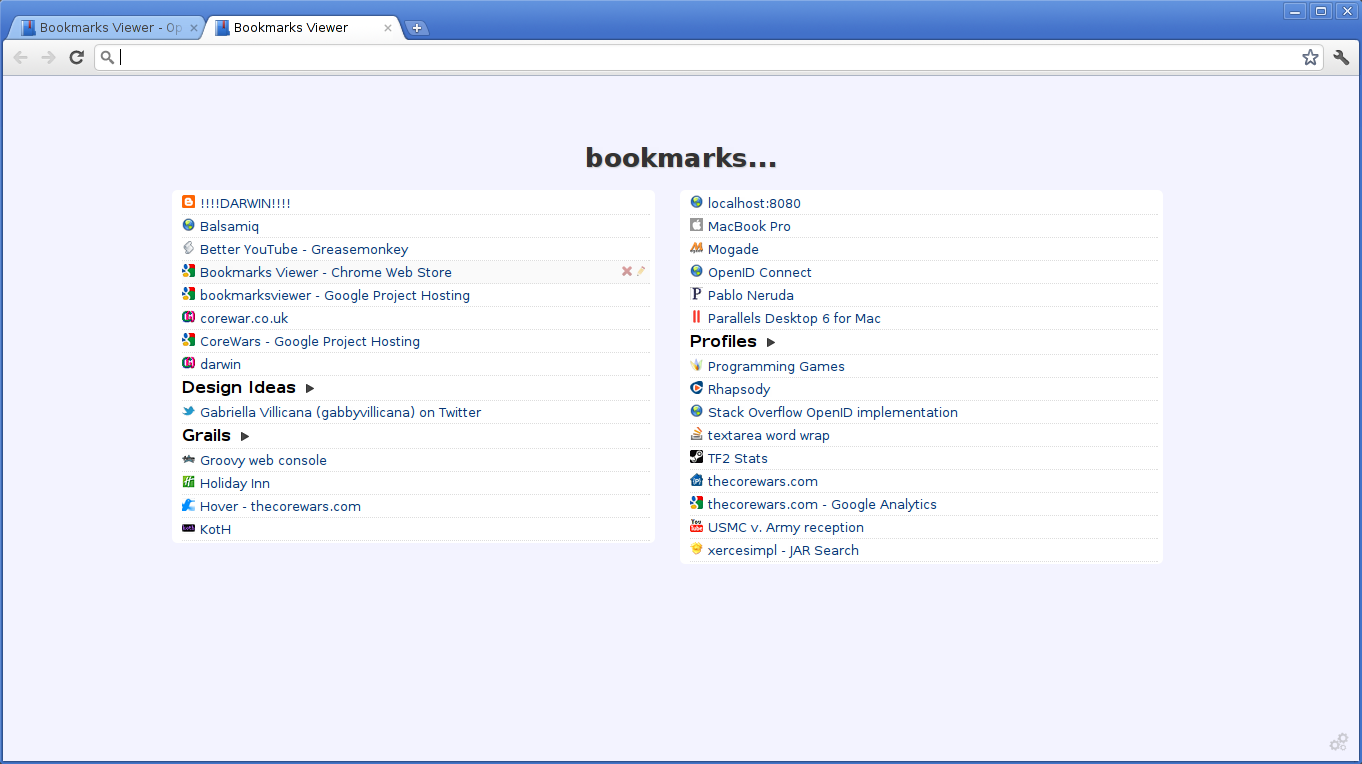 Bookmarks Viewer - Op
Bookmarks Viewer
bookmarks...
!!!!DARWIN!!!!
Balsamiq
Better YouTube - Greasemonkey
Bookmarks Viewer - Chrome Web Store
bookmarksviewer - Google Project Hosting
corewar.co.uk
CoreWars - Google Project Hosting
darwin
Design Ideas
Gabriella Villicana (gabbyvillicana) on Twitter
Grails
Groovy web console
Holiday Inn
Hover - thecorewars.com
KotH
localhost:8080
MacBook Pro
Mogade
OpenID Connect
Pablo Neruda
Parallels Desktop 6 for Mac
Profiles
Programming Games
Rhapsody
Stack Overflow OpenID implementation
textarea word wrap
TF2 Stats
thecorewars.com
thecorewars.com - Google Analytics
USMC v. Army reception
xercesimpl - JAR Search